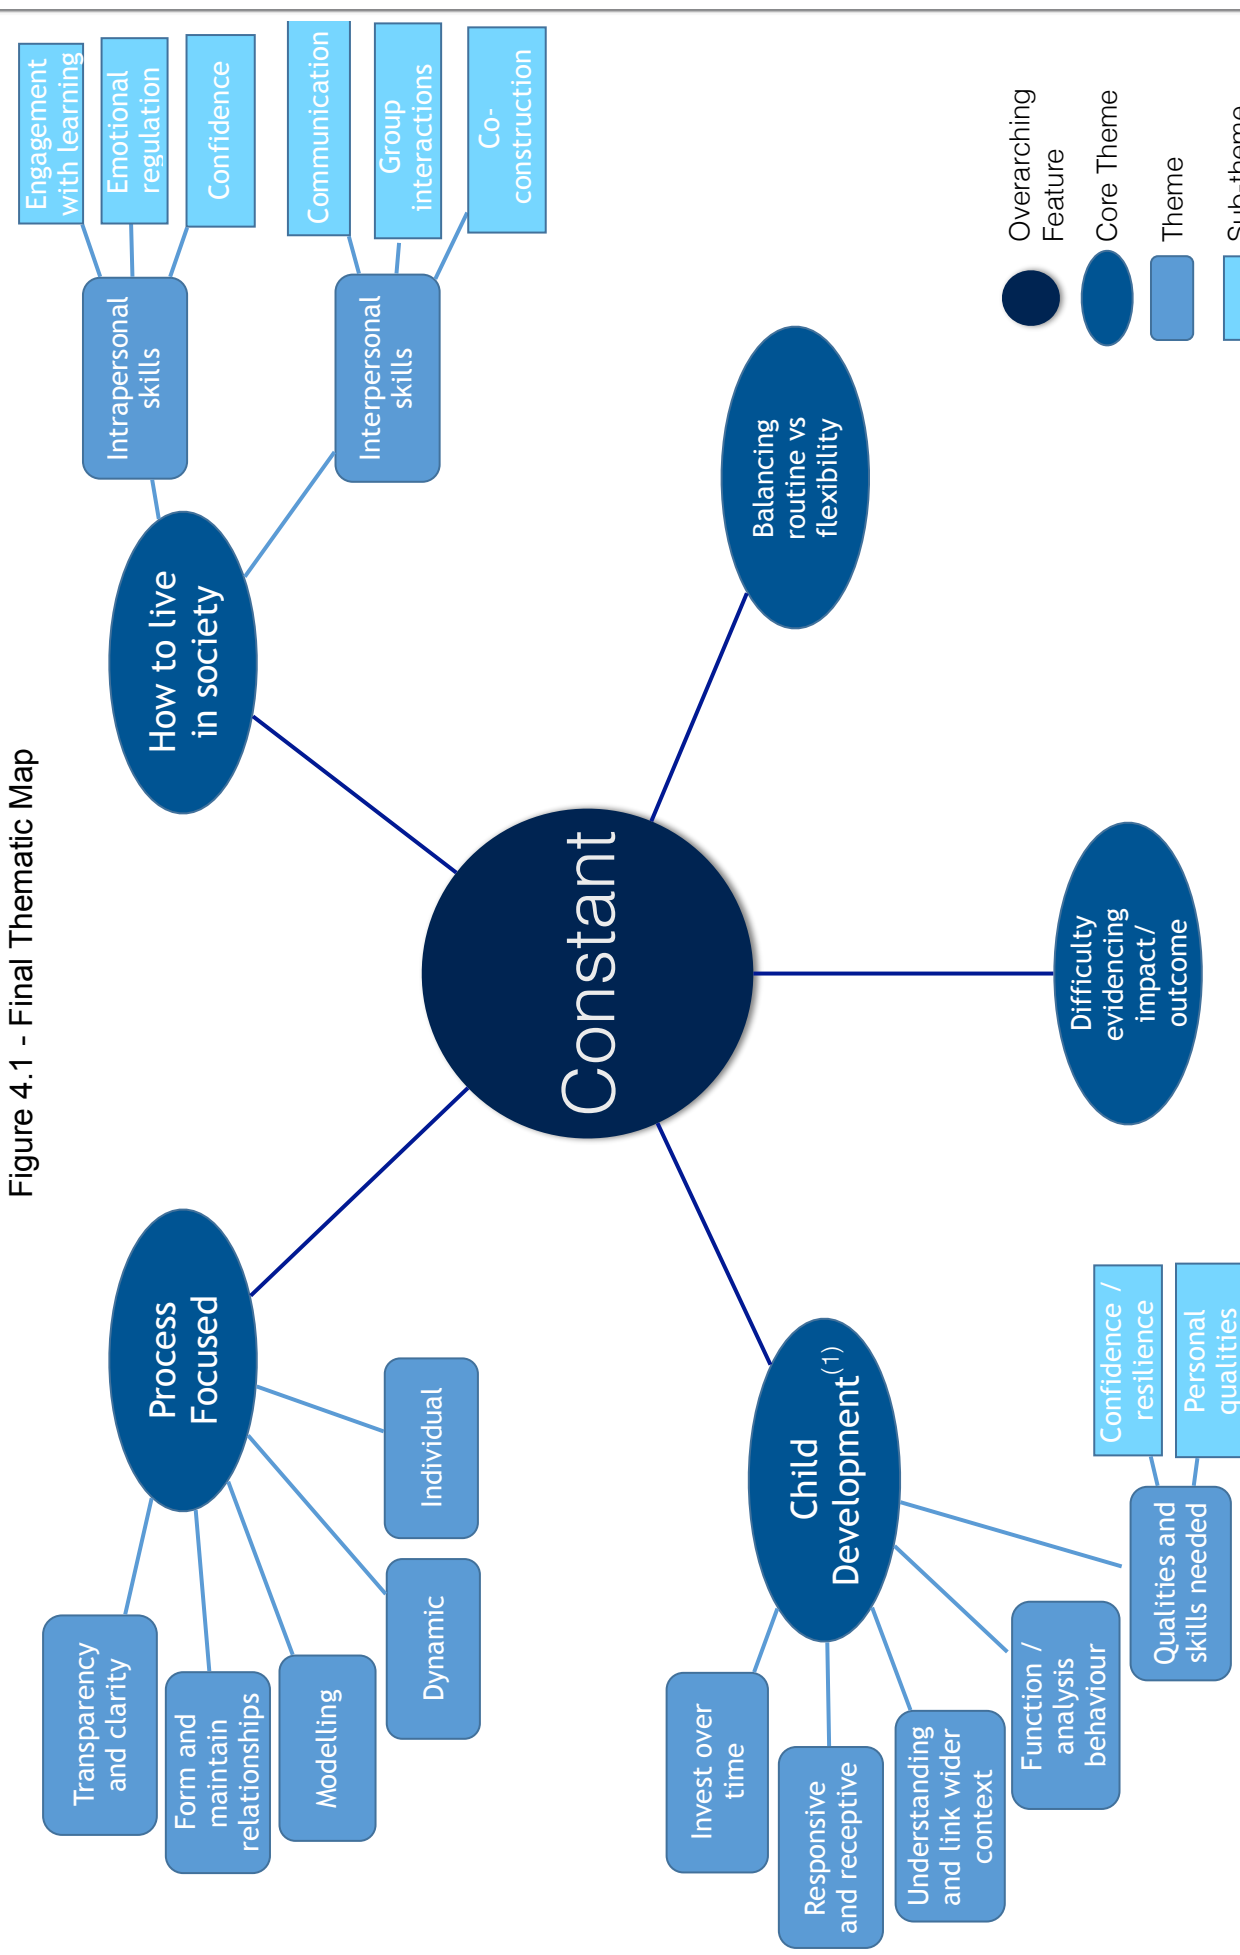 Figure 4.1 - Final Thematic Map
Process
Focused
Transparency
and clarity
Form and
maintain
relationships
Modelling
Dynamic
Individual
How to live
in society
Intrapersonal
skills
Engagement
with learning
Emotional
regulation
Confidence
Interpersonal
skills
Communication
Group
interactions
Co-
construction
Constant
Child
Development(1)
Invest over
time
Responsive
and receptive
Understanding
and link wider
context
Function /
analysis
behaviour
Qualities and
skills needed
Confidence /
resilience
Personal
qualities
Difficulty
evidencing
impact/
outcome
Balancing
routine vs
flexibility
Overarching
Feature
Core Theme
Theme
Sub-theme